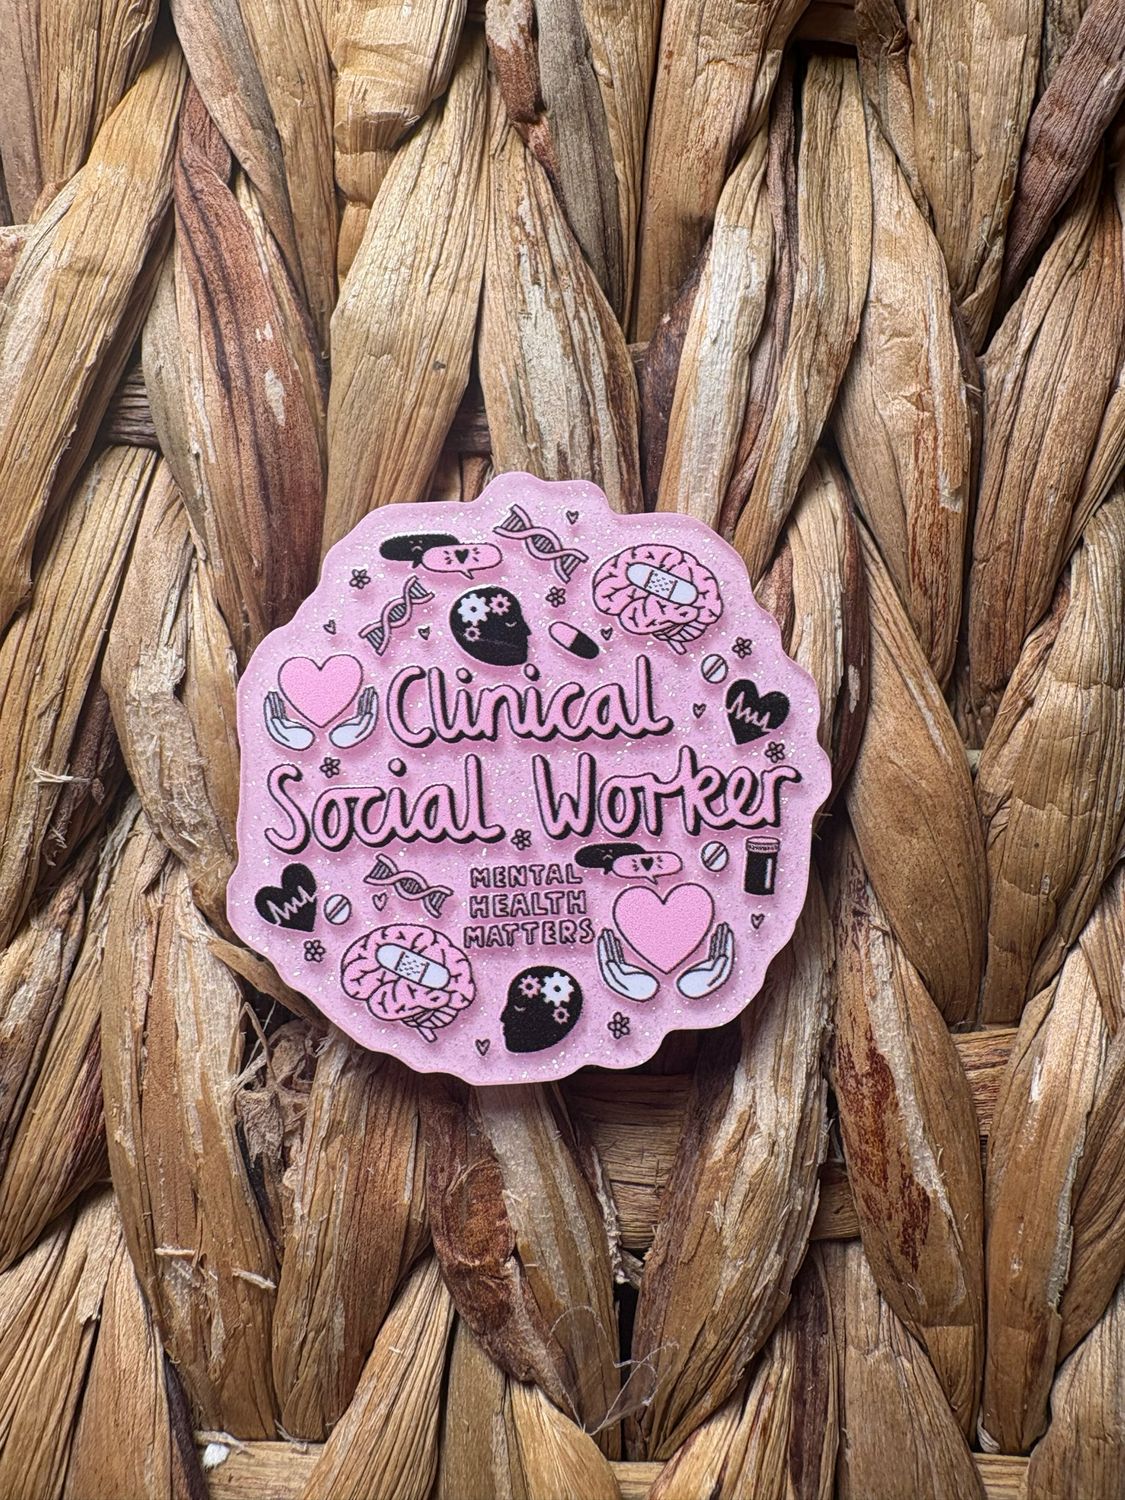 Clinical
Social Worker
MENTAL
HEALTH
MATTERS